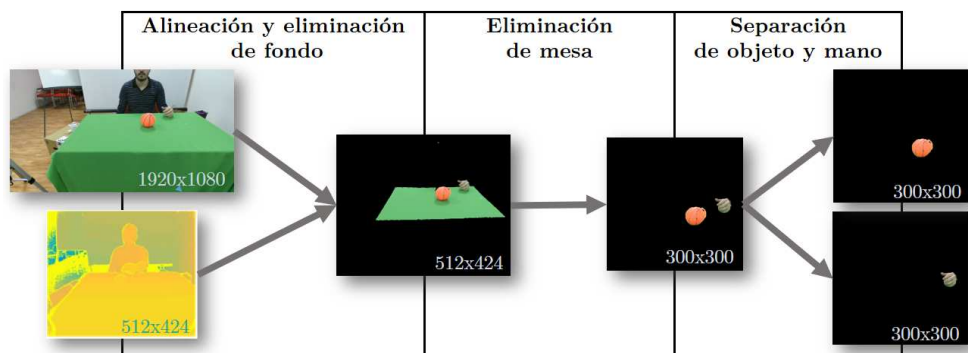 Alineación y eliminación
de fondo
Eliminación
de mesa
Separación
de objeto y mano
1920x1080
512x424
512x424
300x300
300x300
300x300